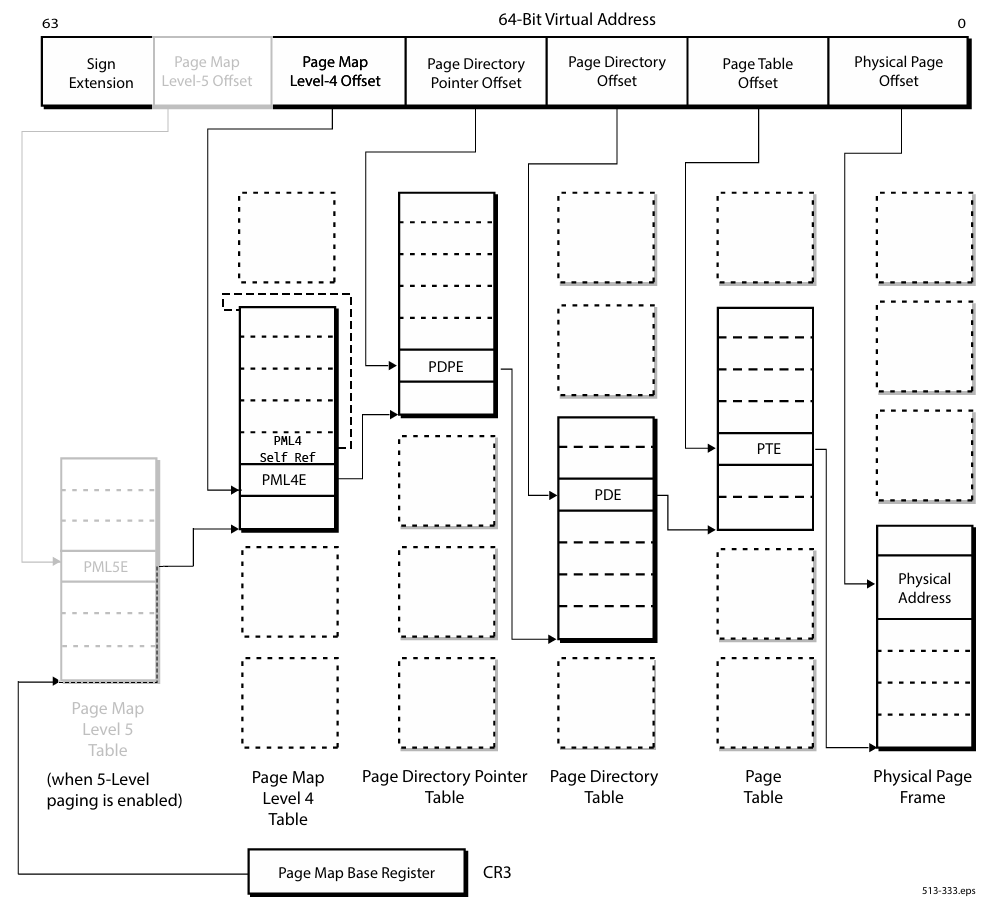 64-Bit Virtual Address
63
0
Sign
Extension
Page Map
Level-5 Offset
Page Map
Level-4 Offset
Page Directory
Pointer Offset
Page Directory
Offset
Page Table
Offset
Physical Page
Offset
PDPE
PML4
Self Ref
PML4E
PTE
PDE
PML5E
Physical
Address
Page Map
Level 5
Table
(when 5-Level
paging is enabled)
Page Map
Level 4
Table
Page Directory Pointer
Table
Page Directory
Table
Page
Table
Physical Page
Frame
Page Map Base Register
CR3
513-333.eps